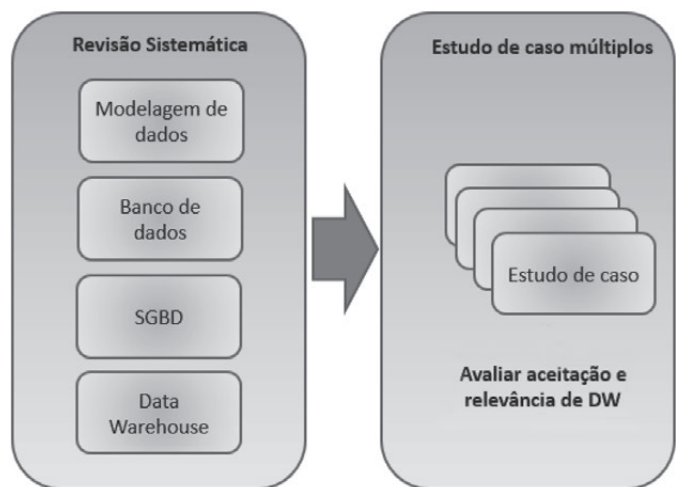 Revisão Sistemática
Modelagem de
dados
Banco de
dados
SGBD
Data
Warehouse
Estudo de caso múltiplos
Estudo de caso
Avaliar aceitação e
relevância de DW